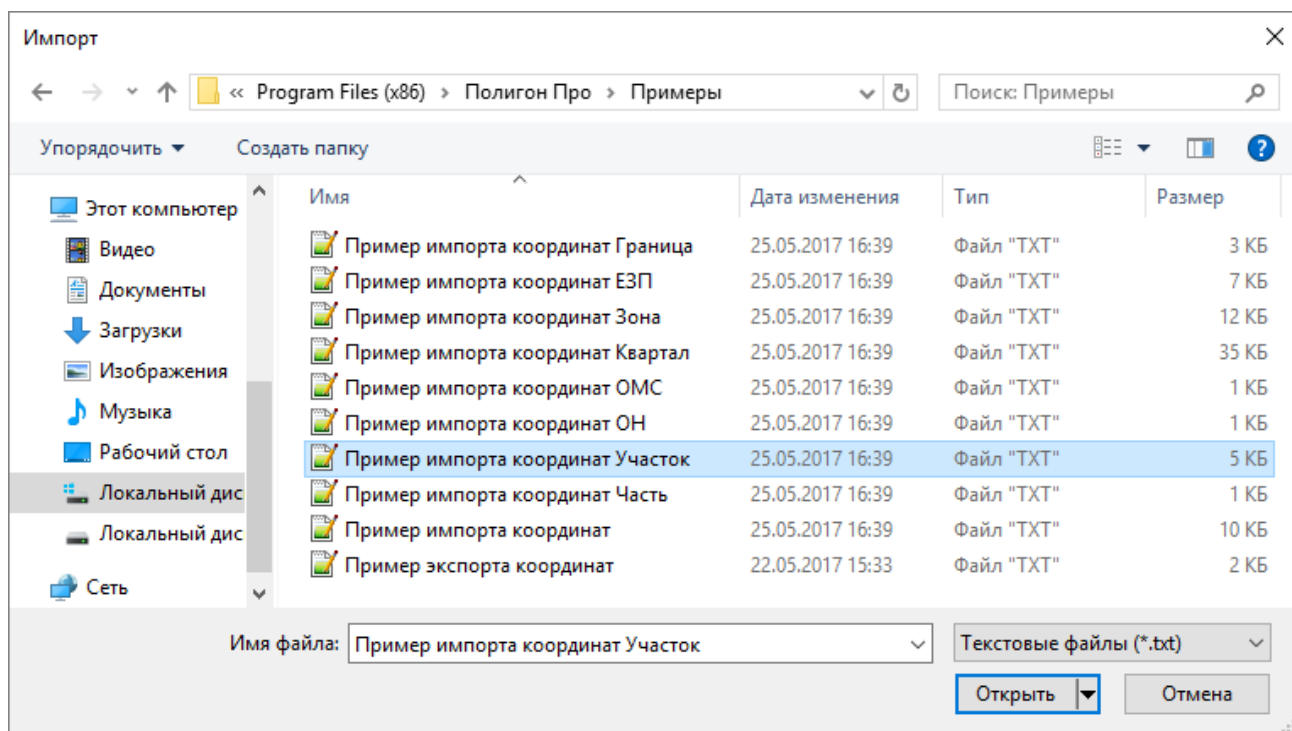 Импорт
« Program Files (x86) › Полигон Про › Примеры
Поиск: Примеры
Упорядочить
Создать папку
Этот компьютер
Видео
Документы
Загрузки
Изображения
Музыка
Рабочий стол
Локальный дис
Локальный дис
Сеть
Имя Дата изменения Тип Размер
Пример импорта координат Граница 25.05.2017 16:39 Файл "TXT" 3 КБ
Пример импорта координат ЕЗП 25.05.2017 16:39 Файл "TXT" 7 КБ
Пример импорта координат Зона 25.05.2017 16:39 Файл "TXT" 12 КБ
Пример импорта координат Квартал 25.05.2017 16:39 Файл "TXT" 35 КБ
Пример импорта координат ОМС 25.05.2017 16:39 Файл "TXT" 1 КБ
Пример импорта координат ОН 25.05.2017 16:39 Файл "TXT" 1 КБ
Пример импорта координат Участок 25.05.2017 16:39 Файл "TXT" 5 КБ
Пример импорта координат Часть 25.05.2017 16:39 Файл "TXT" 1 КБ
Пример импорта координат 25.05.2017 16:39 Файл "TXT" 10 КБ
Пример экспорта координат 22.05.2017 15:33 Файл "TXT" 2 КБ
Имя файла: Пример импорта координат Участок
Текстовые файлы (*.txt)
Открыть
Отмена